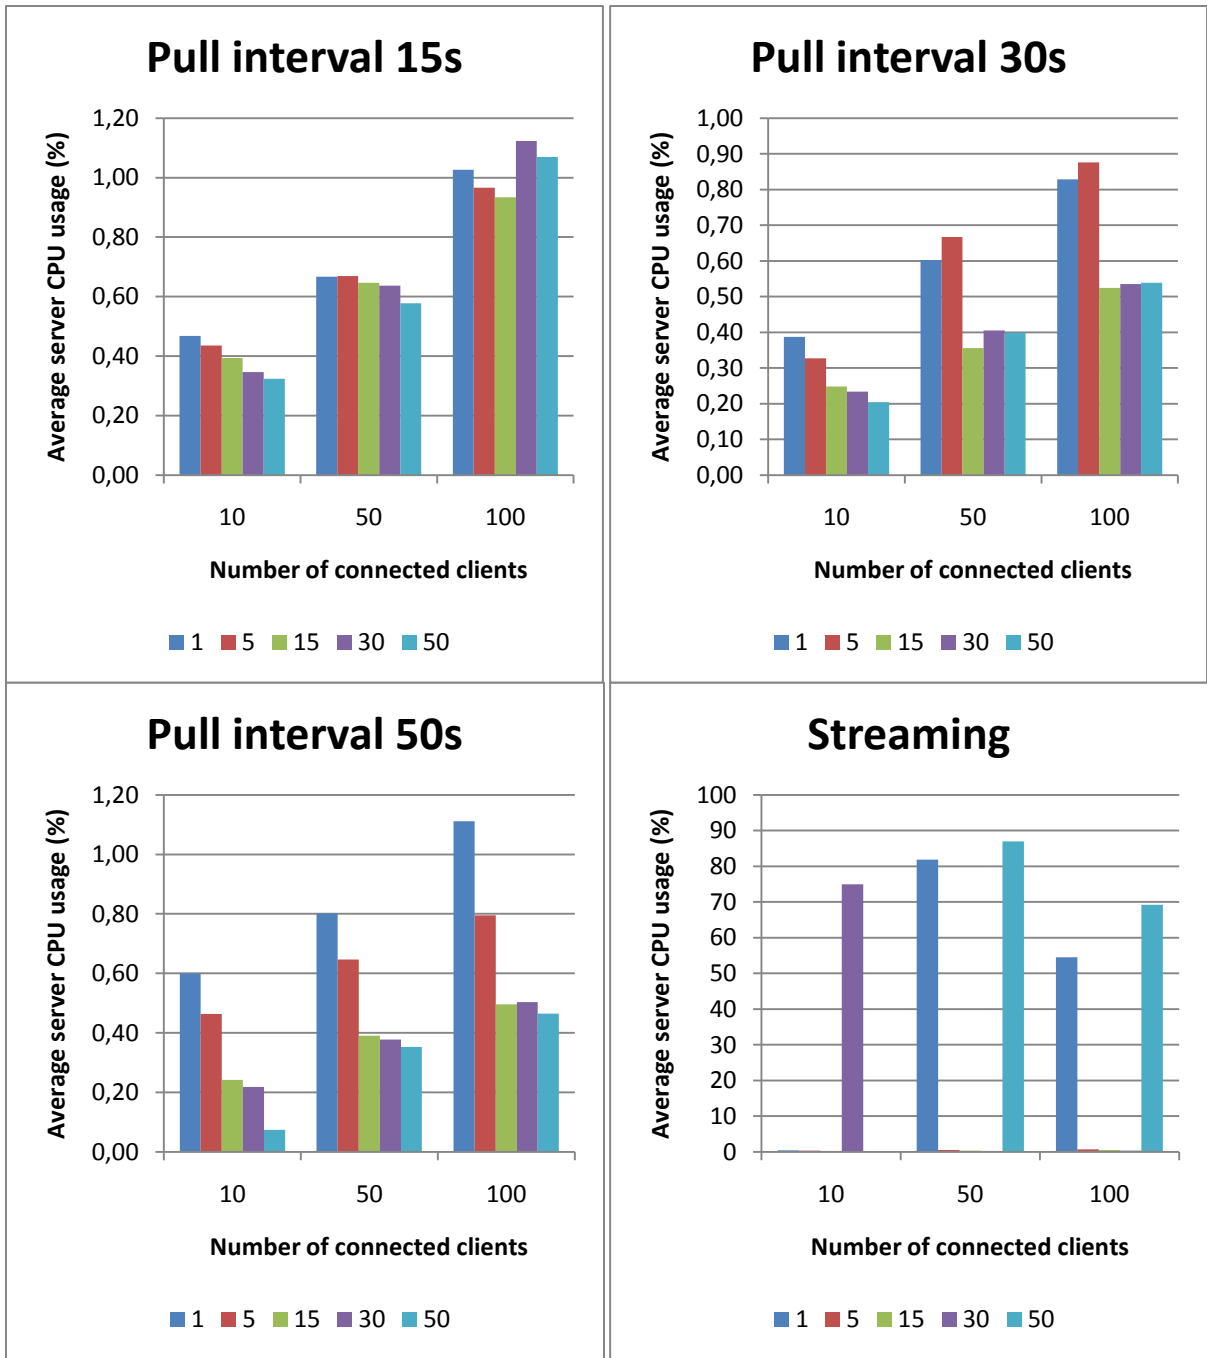 Pull interval 15s
Average server CPU usage (%)
1,20
1,00
0,80
0,60
0,40
0,20
0,00
10 50 100
Number of connected clients
1 5 15 30 50
Pull interval 30s
Average server CPU usage (%)
1,00
0,90
0,80
0,70
0,60
0,50
0,40
0,30
0,20
0,10
0,00
10 50 100
Number of connected clients
1 5 15 30 50
Pull interval 50s
Average server CPU usage (%)
1,20
1,00
0,80
0,60
0,40
0,20
0,00
10 50 100
Number of connected clients
1 5 15 30 50
Streaming
Average server CPU usage (%)
100
90
80
70
60
50
40
30
20
10
0
10 50 100
Number of connected clients
1 5 15 30 50